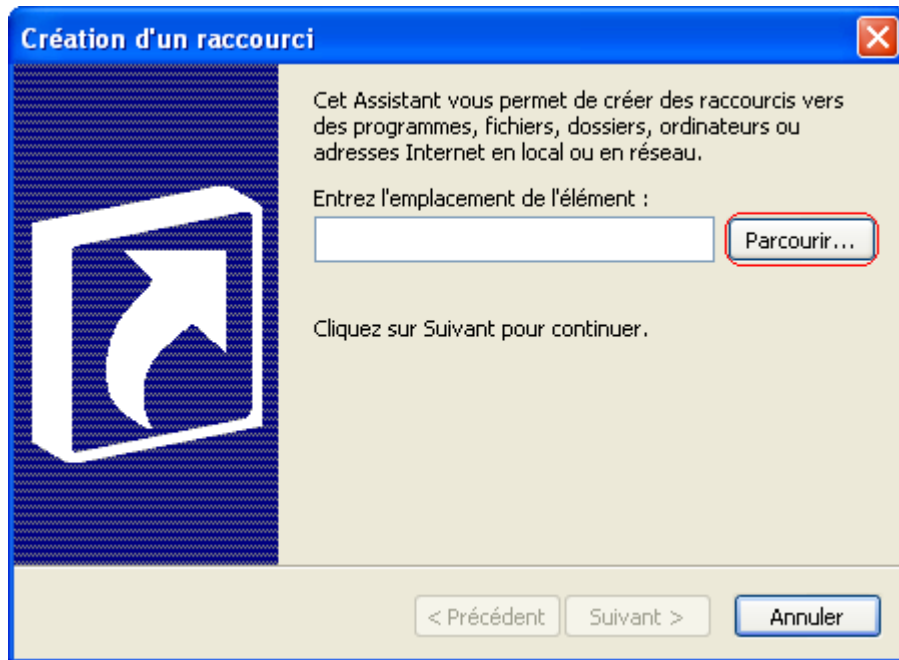 Création d'un raccourci
Cet Assistant vous permet de créer des raccourcis vers
des programmes, fichiers, dossiers, ordinateurs ou
adresses Internet en local ou en réseau.
Entrez l'emplacement de l'élément :
Parcourir...
Cliquez sur Suivant pour continuer.
< Précédent
Suivant >
Annuler